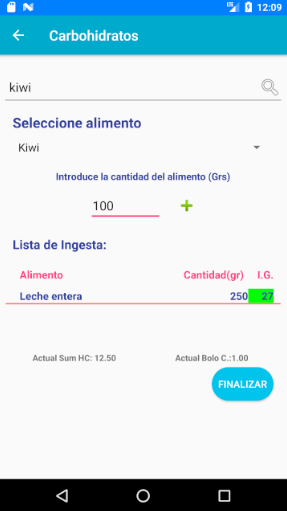 12:09
Carbohidratos
kiwi
Seleccione alimento
Kiwi
Introduce la cantidad del alimento (Grs)
100
Lista de Ingesta:
Alimento Cantidad(gr) I.G.
Leche entera 250 27
Actual Sum HC: 12.50 Actual Bolo C.:1.00
FINALIZAR